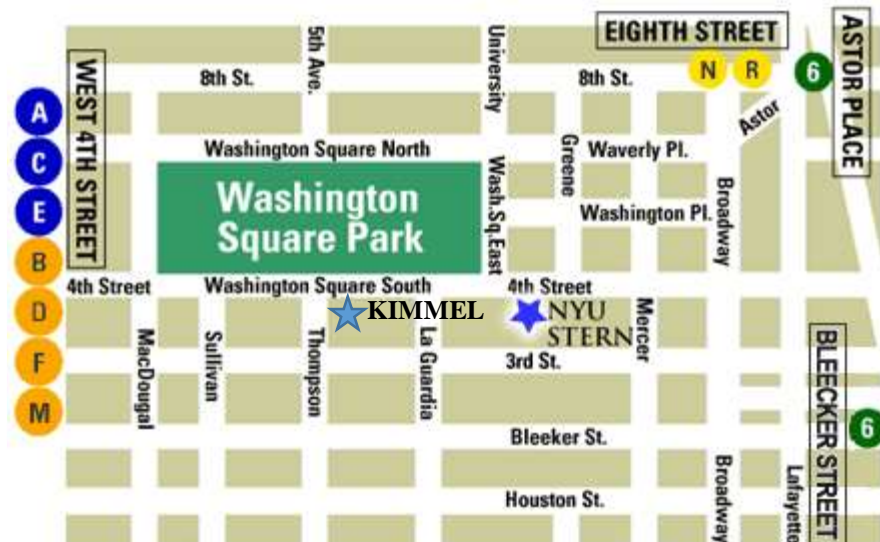 EIGHTH STREET
ASTOR PLACE
WEST 4TH STREET
5th Ave.
University
8th St.
8th St.
N
R
6
A
C
E
B
D
F
M
Astor
Washington Square North
Greene
Waverly Pl.
Washington
Square Park
Wash.Sq.East
Washington Pl.
Broadway
4th Street
Washington Square South
4th Street
KIMMEL
NYU
STERN
Mercer
MacDougal
Sullivan
Thompson
La Guardia
3rd St.
BLEECKER STREET
6
Bleeker St.
Broadway
Lafayette
Houston St.